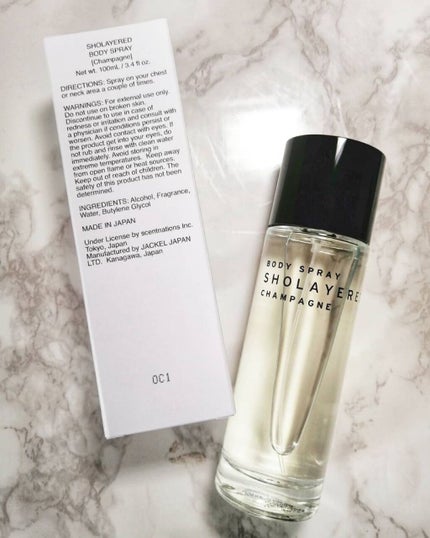 SHOLAYERED
BODY SPRAY
[Champagne]
Net wt. 100mL / 3.4 fl oz.
DIRECTIONS: Spray on your chest
or neck area a couple of times.
WARNINGS: For external use only.
Do not use on broken skin.
Discontinue to use in case of
redness or irritation and consult with
a physician if conditions persist or
worsen. Avoid contact with eyes. If
the product get into your eyes, do
not rub and rinse with clean water
immediately. Avoid storing in
extreme temperatures. Keep away
from open flame or heat sources.
Keep out of reach of children. The
safety of this product has not been
determined.
INGREDIENTS: Alcohol, Fragrance,
Water, Butylene Glycol
MADE IN JAPAN
Under License by scentnations Inc.
Tokyo, Japan
Manufactured by JACKEL JAPAN
LTD. Kanagawa, Japan
0C1
BODY SPRAY
SHOLAYERE
CHAMPAGNE